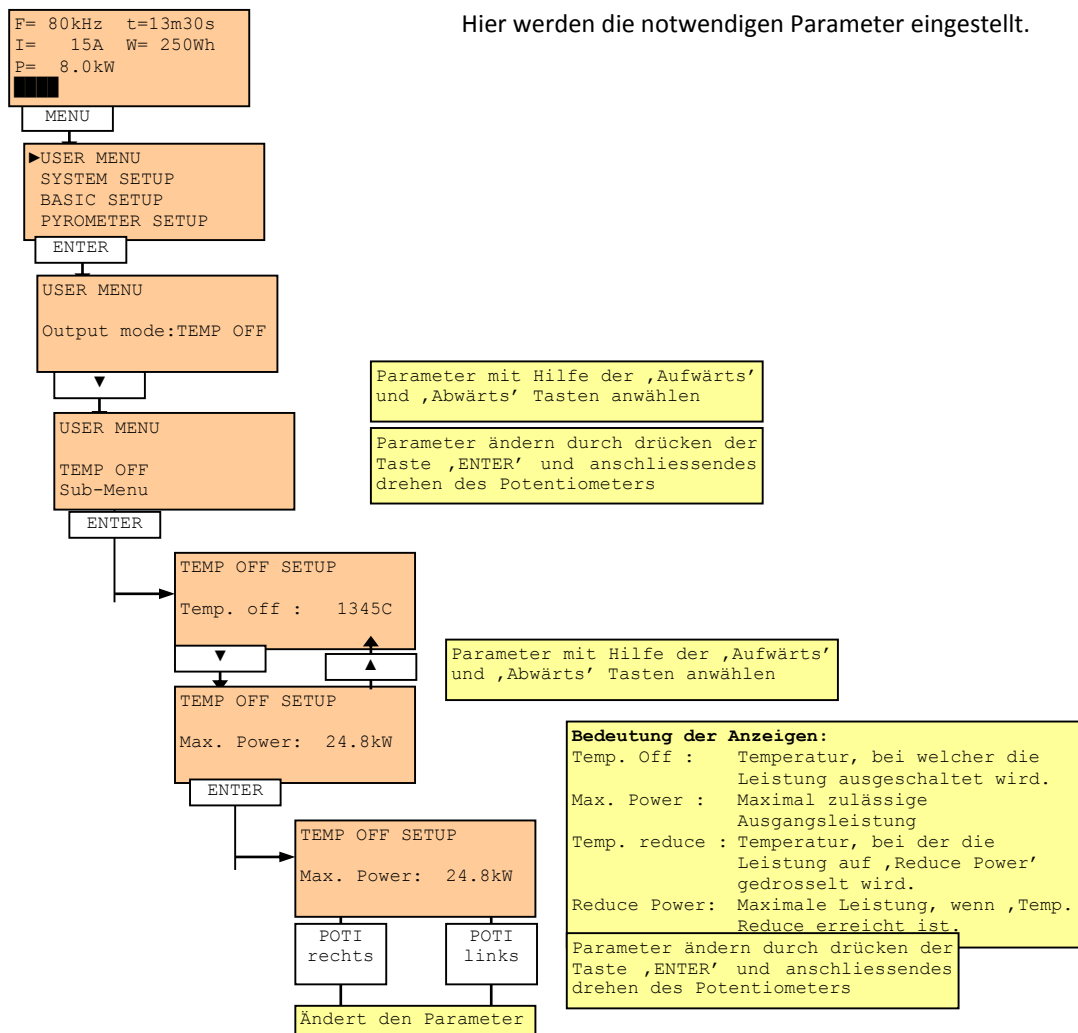 Hier werden die notwendigen Parameter eingestellt.
F= 80kHz t=13m30s
I= 15A W= 250Wh
P= 8.0kW
MENU
►USER MENU
SYSTEM SETUP
BASIC SETUP
PYROMETER SETUP
ENTER
USER MENU
Output mode:TEMP OFF
▼
USER MENU
TEMP OFF
Sub-Menu
ENTER
Parameter mit Hilfe der ‚Aufwärts’
und ‚Abwärts’ Tasten anwählen
Parameter ändern durch drücken der
Taste ‚ENTER’ und anschliessendes
drehen des Potentiometers
TEMP OFF SETUP
Temp. off : 1345C
▼
▲
TEMP OFF SETUP
Max. Power: 24.8kW
ENTER
Parameter mit Hilfe der ‚Aufwärts’
und ‚Abwärts’ Tasten anwählen
TEMP OFF SETUP
Max. Power: 24.8kW
POTI
rechts
POTI
links
Ändert den Parameter
Bedeutung der Anzeigen:
Temp. Off : Temperatur, bei welcher die
Leistung ausgeschaltet wird.
Max. Power : Maximal zulässige
Ausgangsleistung
Temp. reduce : Temperatur, bei der die
Leistung auf ‚Reduce Power’
gedrosselt wird.
Reduce Power: Maximale Leistung, wenn ‚Temp.
Reduce erreicht ist.
Parameter ändern durch drücken der
Taste ‚ENTER’ und anschliessendes
drehen des Potentiometers